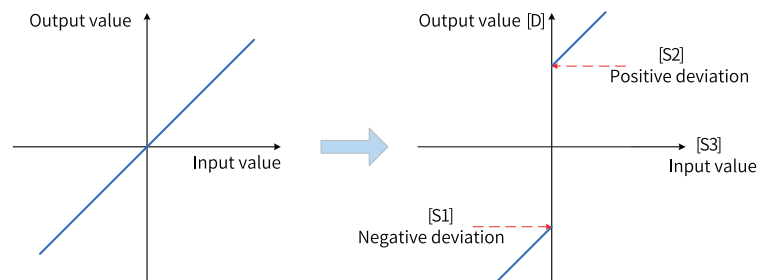 Output value
Input value
Output value [D]
[S2]
Positive deviation
[S3]
Input value
[S1]
Negative deviation